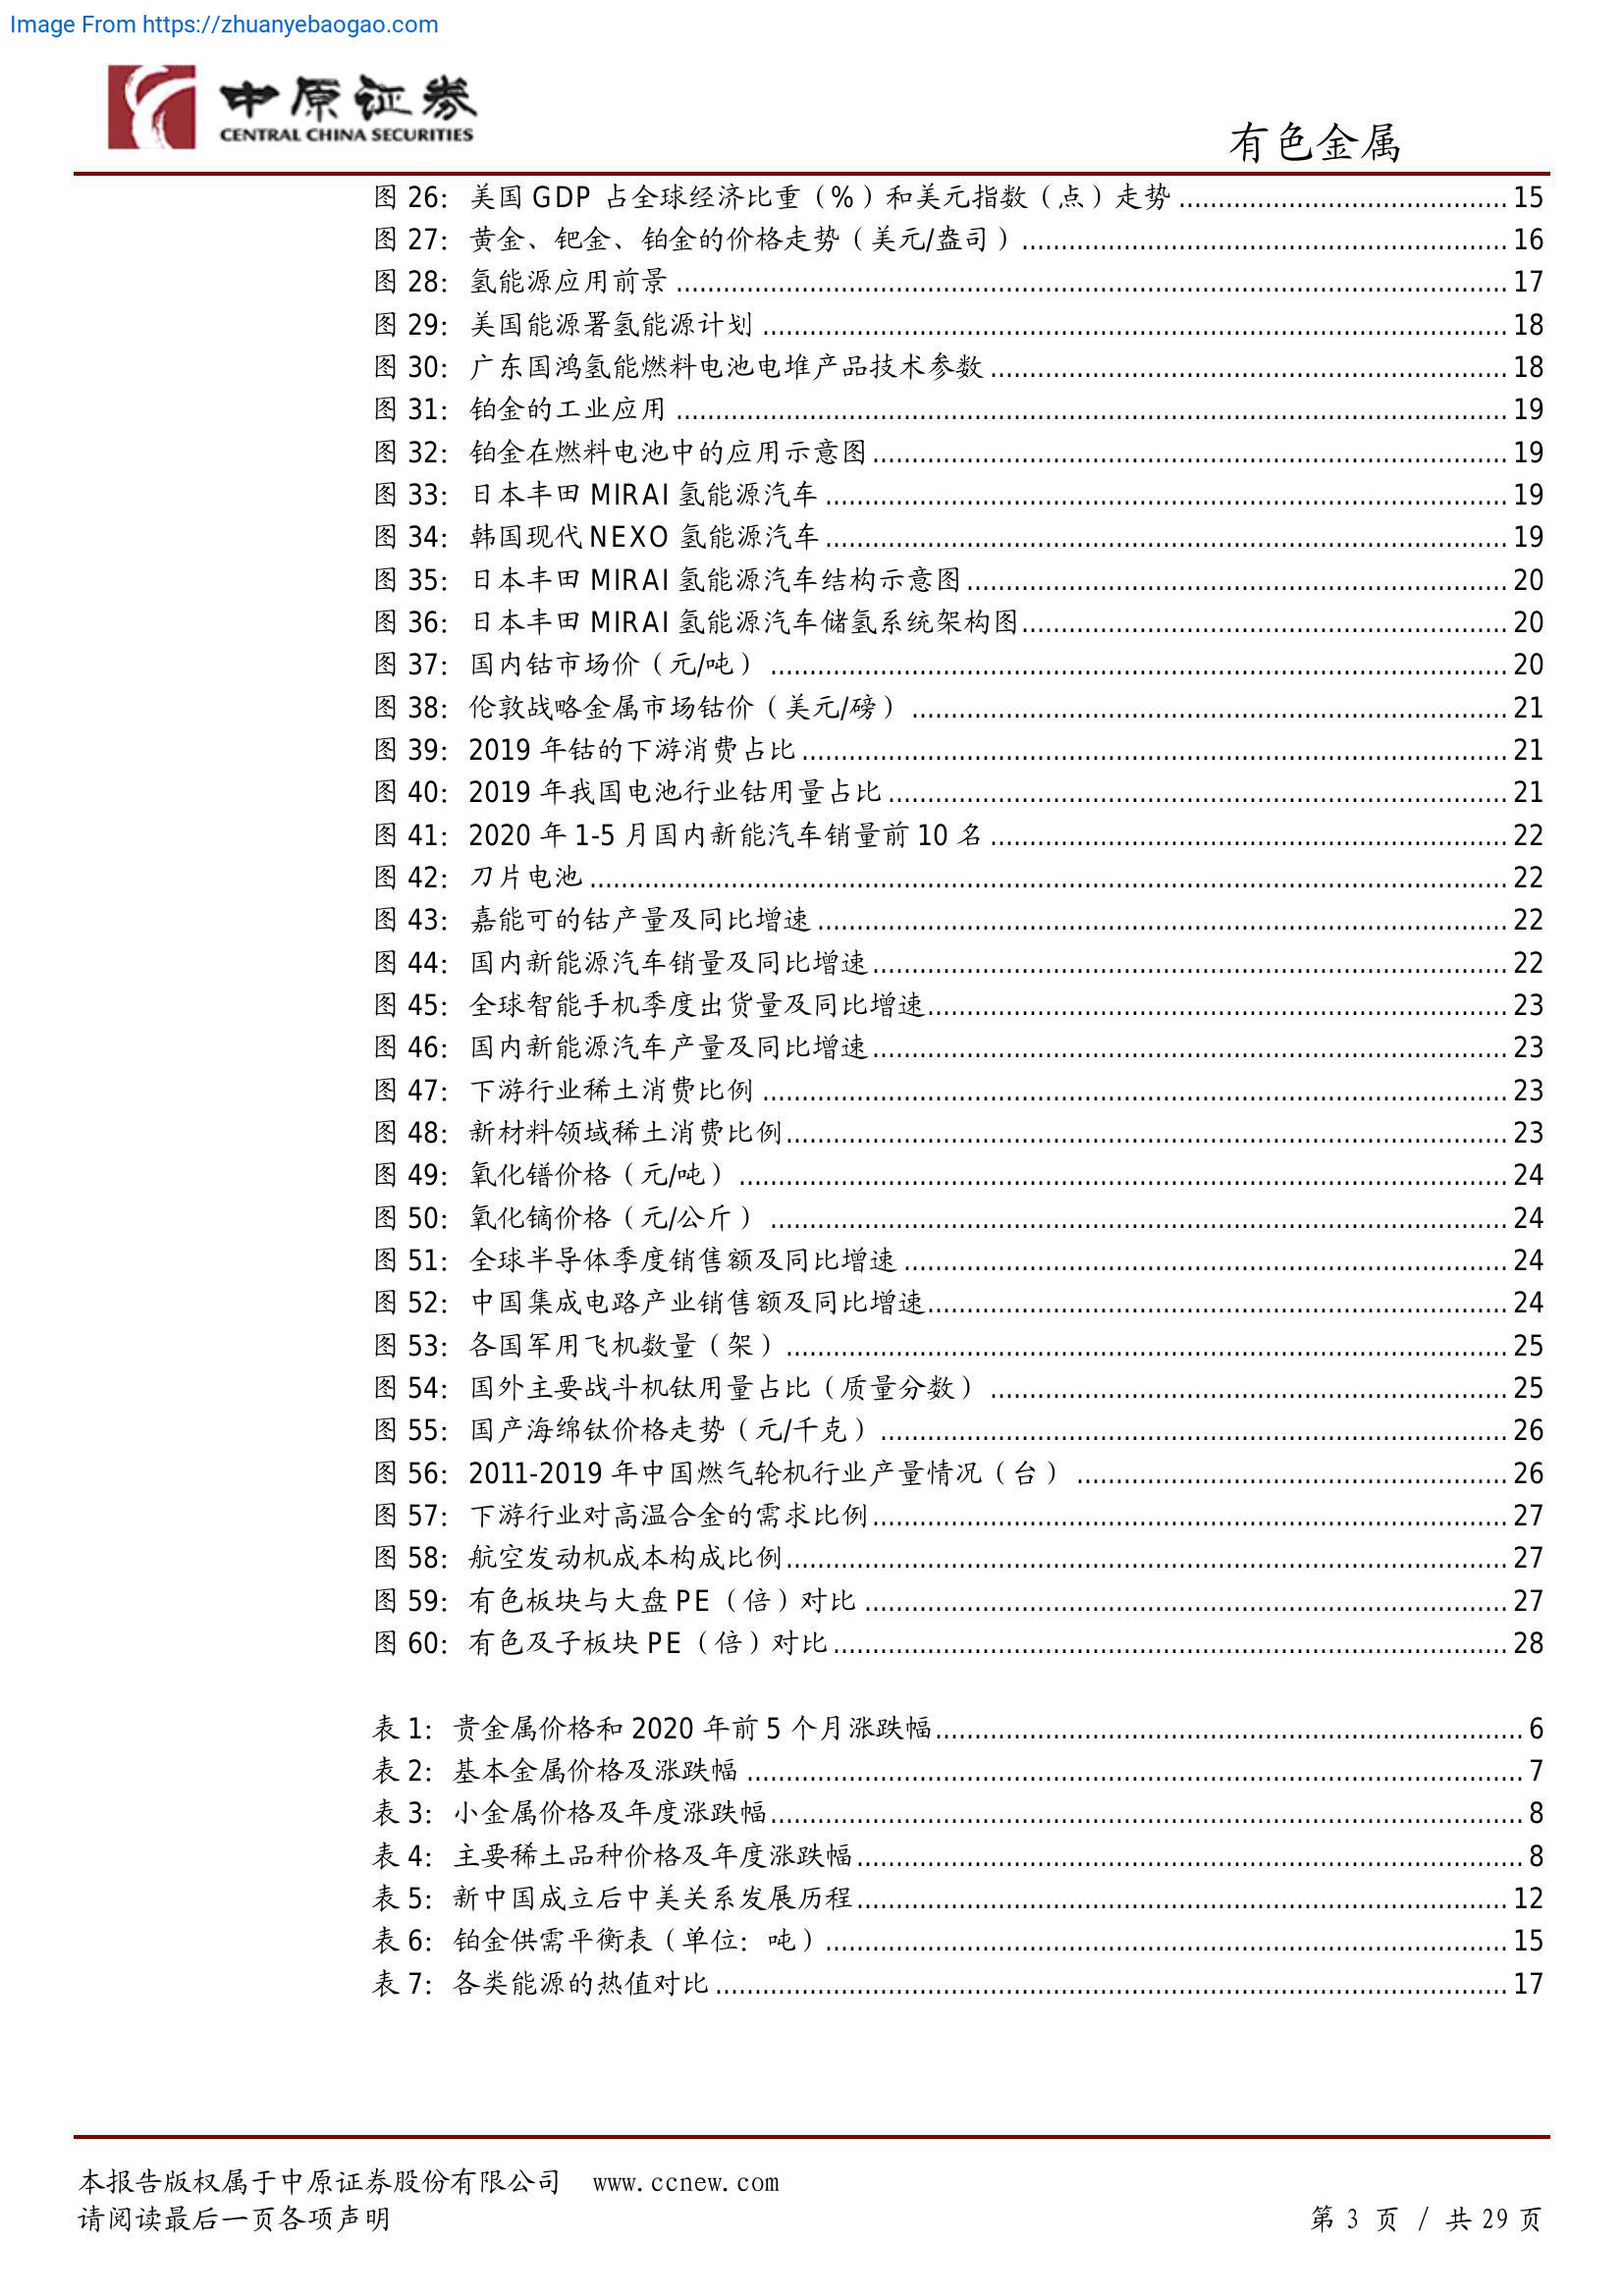 Image From https://zhuanyebaogao.com
中原证券
CENTRAL CHINA SECURITIES
有色金属
图 26：美国 GDP 占全球经济比重（%）和美元指数（点）走势 15
图 27：黄金、钯金、铂金的价格走势（美元/盎司） 16
图 28：氢能源应用前景 17
图 29：美国能源署氢能源计划 18
图 30：广东国鸿氢能燃料电池电堆产品技术参数 18
图 31：铂金的工业应用 19
图 32：铂金在燃料电池中的应用示意图 19
图 33：日本丰田 MIRAI 氢能源汽车 19
图 34：韩国现代 NEXO 氢能源汽车 19
图 35：日本丰田 MIRAI 氢能源汽车结构示意图 20
图 36：日本丰田 MIRAI 氢能源汽车储氢系统架构图 20
图 37：国内钴市场价（元/吨） 20
图 38：伦敦战略金属市场钴价（美元/磅） 21
图 39：2019 年钴的下游消费占比 21
图 40：2019 年我国电池行业钴用量占比 21
图 41：2020 年 1-5 月国内新能汽车销量前 10 名 22
图 42：刀片电池 22
图 43：嘉能可的钴产量及同比增速 22
图 44：国内新能源汽车销量及同比增速 22
图 45：全球智能手机季度出货量及同比增速 23
图 46：国内新能源汽车产量及同比增速 23
图 47：下游行业稀土消费比例 23
图 48：新材料领域稀土消费比例 23
图 49：氧化镨价格（元/吨） 24
图 50：氧化镝价格（元/公斤） 24
图 51：全球半导体季度销售额及同比增速 24
图 52：中国集成电路产业销售额及同比增速 24
图 53：各国军用飞机数量（架） 25
图 54：国外主要战斗机钛用量占比（质量分数） 25
图 55：国产海绵钛价格走势（元/千克） 26
图 56：2011-2019 年中国燃气轮机行业产量情况（台） 26
图 57：下游行业对高温合金的需求比例 27
图 58：航空发动机成本构成比例 27
图 59：有色板块与大盘 PE（倍）对比 27
图 60：有色及子板块 PE（倍）对比 28
表 1：贵金属价格和 2020 年前 5 个月涨跌幅 6
表 2：基本金属价格及涨跌幅 7
表 3：小金属价格及年度涨跌幅 8
表 4：主要稀土品种价格及年度涨跌幅 8
表 5：新中国成立后中美关系发展历程 12
表 6：铂金供需平衡表（单位：吨） 15
表 7：各类能源的热值对比 17
本报告版权属于中原证券股份有限公司 www.ccnew.com
请阅读最后一页各项声明
第 3 页 / 共 29 页